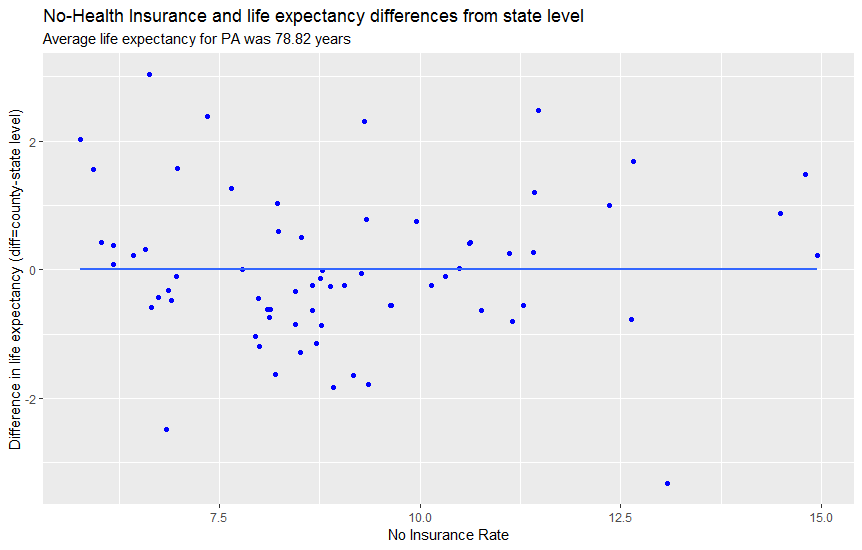 No-Health Insurance and life expectancy differences from state level
Average life expectancy for PA was 78.82 years
Difference in life expectancy (diff=county-state level)
2
0
-2
7.5
10.0
12.5
15.0
No Insurance Rate